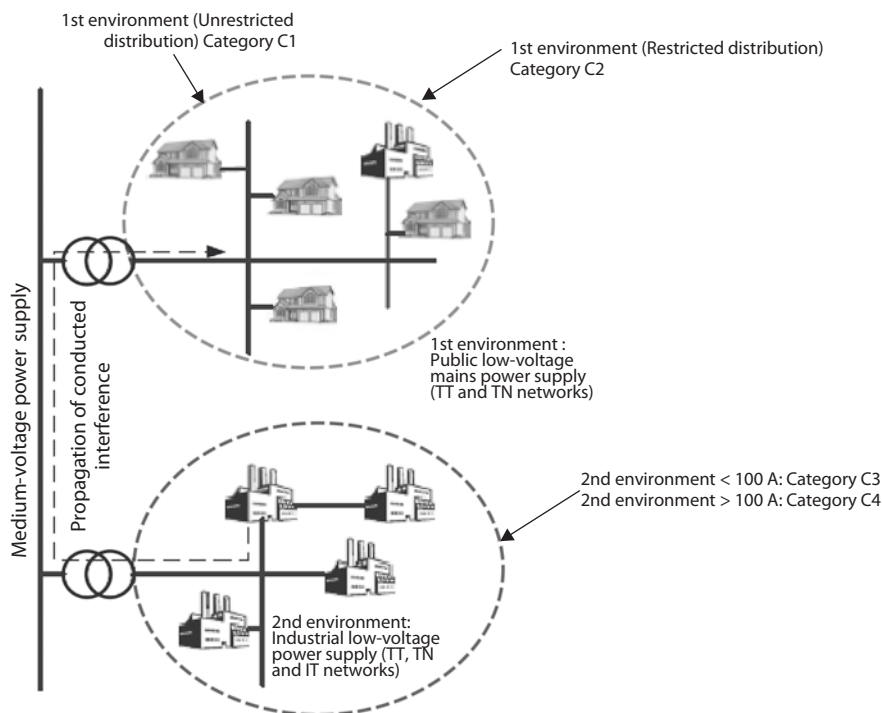 1st environment (Unrestricted
distribution) Category C1
1st environment (Restricted distribution)
Category C2
Medium-voltage power supply
Propagation of conducted
interference
1st environment :
Public low-voltage
mains power supply
(TT and TN networks)
2nd environment < 100 A: Category C3
2nd environment > 100 A: Category C4
2nd environment:
Industrial low-voltage
power supply (TT, TN
and IT networks)